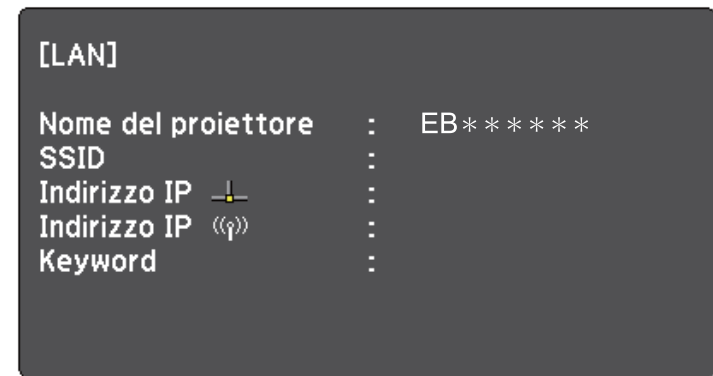 [LAN]
Nome del proiettore : EB******
SSID :
Indirizzo IP :
Indirizzo IP :
Keyword :